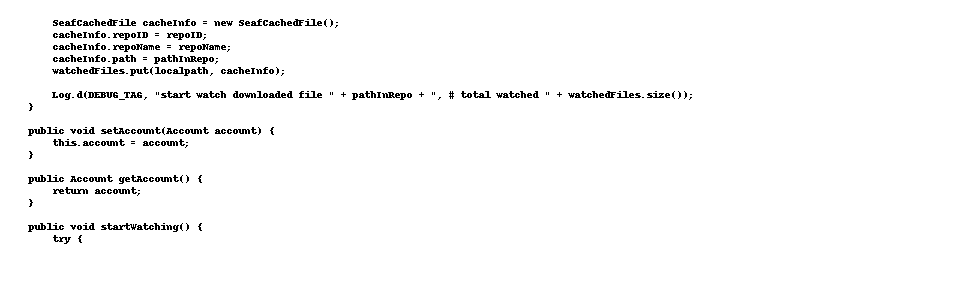 SeafCachedFile cacheInfo = new SeafCachedFile();
cacheInfo.repoID = repoID;
cacheInfo.repoName = repoName;
cacheInfo.path = pathInRepo;
watchedFiles.put(localpath, cacheInfo);
Log.d(DEBUG_TAG, "start watch downloaded file " + pathInRepo + ", # total watched " + watchedFiles.size());
}
public void setAccount(Account account) {
this.account = account;
}
public Account getAccount() {
return account;
}
public void startWatching() {
try {